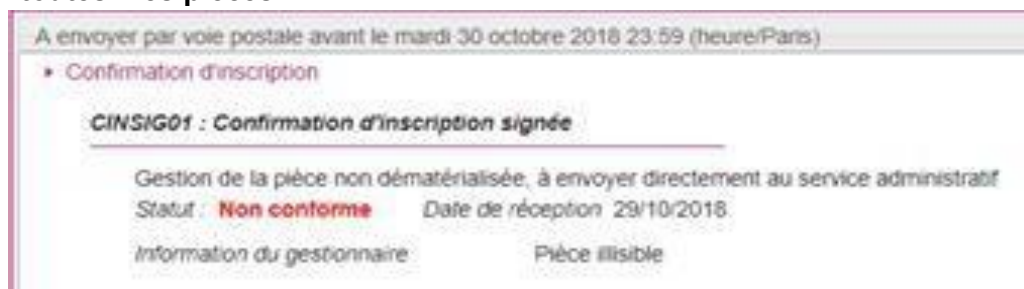 A envoyer par voie postale avant le mardi 30 octobre 2018 23:59 (heure/Paris)
Confirmation d'inscription
CINSIG01 : Confirmation d'inscription signée
Gestion de la pièce non dématérialisée, à envoyer directement au service administratif
Statut : Non conforme Date de réception 29/10/2018
Information du gestionnaire Pièce illisible